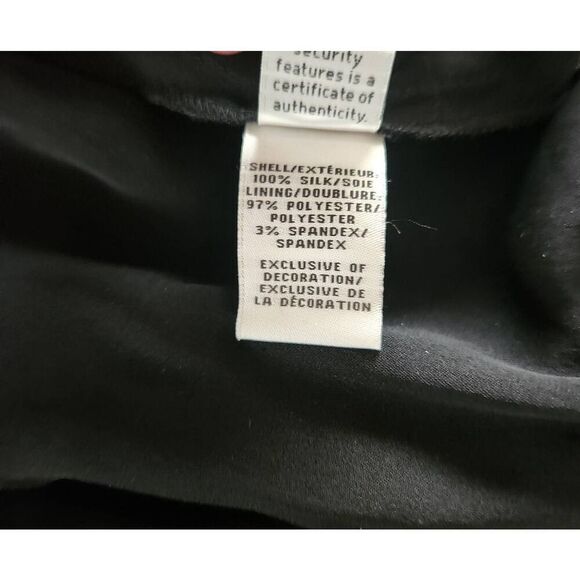 security
features is a
certificate of
authenticity.
SHELL/EXTÉRIEUR:
100% SILK/SOIE
LINING/DOUBLURE:
97% POLYESTER/
POLYESTER
3% SPANDEX/
SPANDEX
EXCLUSIVE OF
DECORATION/
EXCLUSIVE DE
LA DÉCORATION